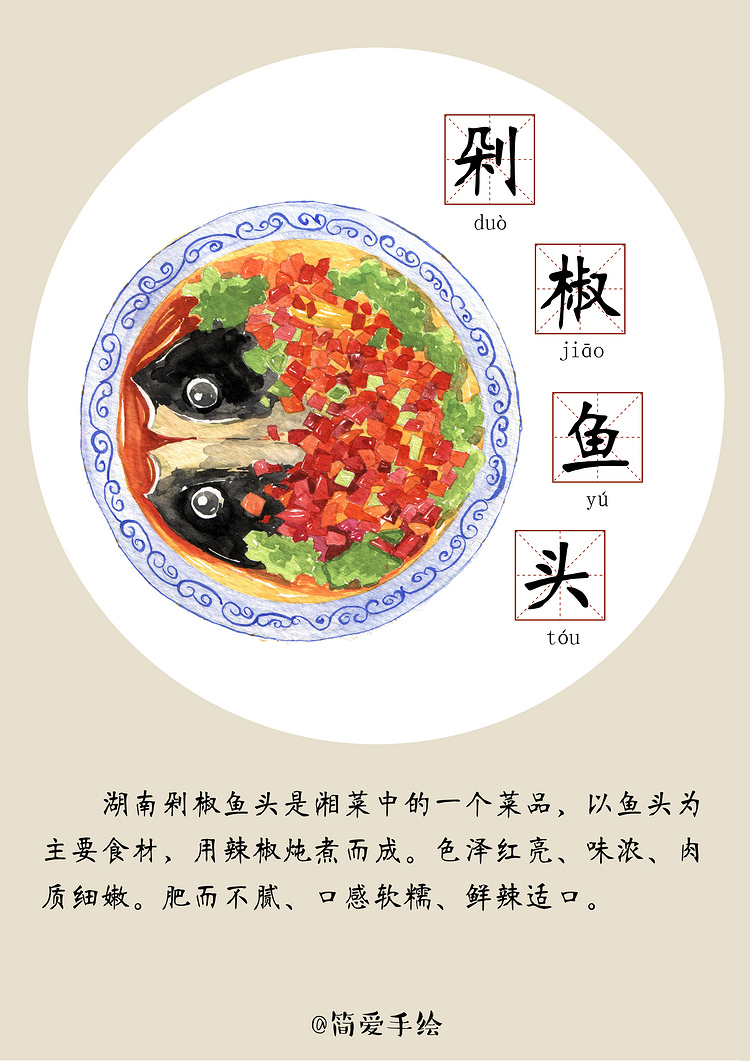 剁
duò
椒
jiāo
鱼
yú
头
tóu
湖南剁椒鱼头是湘菜中的一个菜品，以鱼头为
主要食材，用辣椒炖煮而成。色泽红亮、味浓、肉
质细嫩。肥而不腻、口感软糯、鲜辣适口。
@简爱手绘